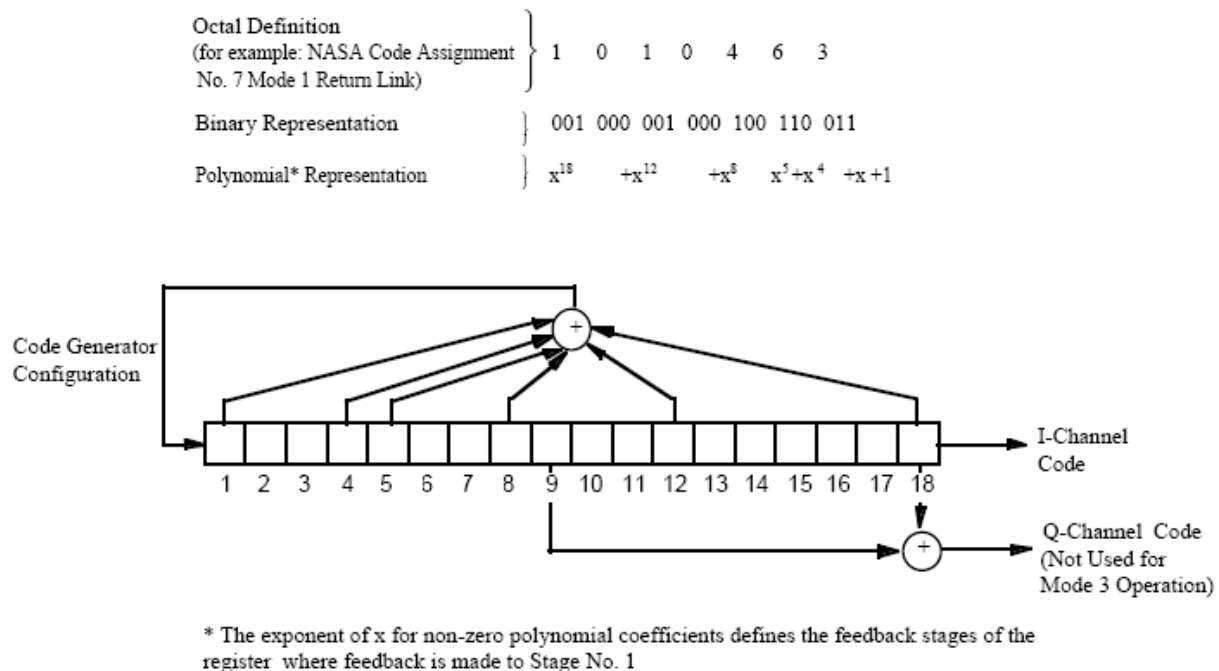 Octal Definition
(for example: NASA Code Assignment
No. 7 Mode 1 Return Link)
1 0 1 0 4 6 3
Binary Representation
001 000 001 000 100 110 011
Polynomial* Representation
x¹⁸ +x¹² +x⁸ x⁵+x⁴ +x +1
Code Generator
Configuration
+
I-Channel
Code
1 2 3 4 5 6 7 8 9 10 11 12 13 14 15 16 17 18
+
Q-Channel Code
(Not Used for
Mode 3 Operation)
* The exponent of x for non-zero polynomial coefficients defines the feedback stages of the
register where feedback is made to Stage No. 1